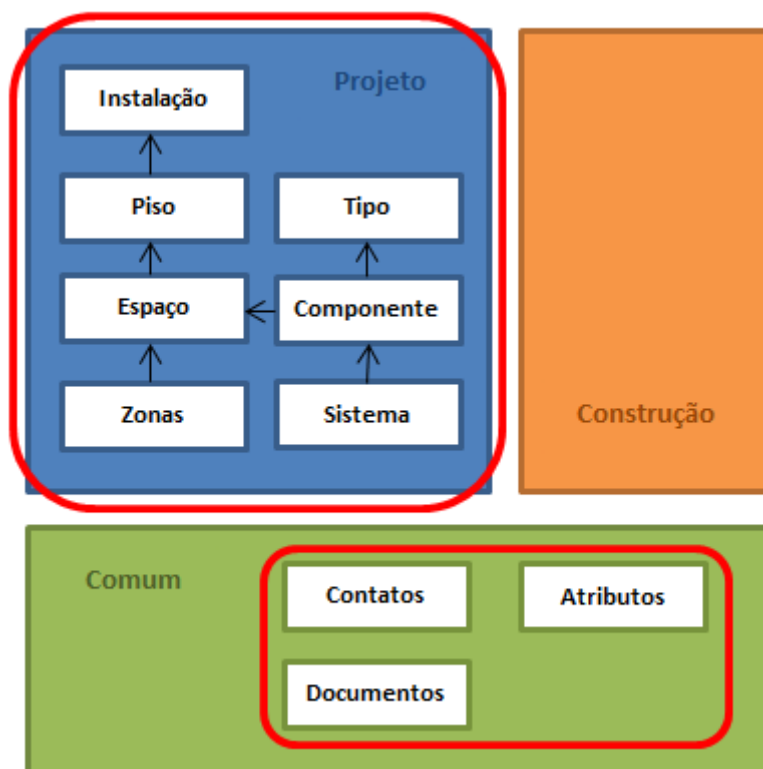 Projeto
Instalação
Piso
Tipo
Espaço
Componente
Zonas
Sistema
Construção
Comum
Contatos
Atributos
Documentos